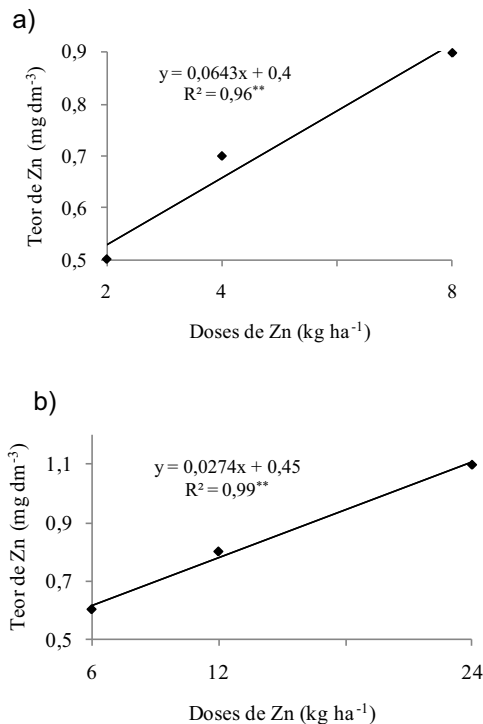 a)
0,9
0,8
0,7
0,6
0,5
Teor de Zn (mg dm⁻³)
y = 0,0643x + 0,4
R² = 0,96**
2 4 8
Doses de Zn (kg ha⁻¹)
b)
1,1
0,9
0,7
0,5
Teor de Zn (mg dm⁻³)
y = 0,0274x + 0,45
R² = 0,99**
6 12 24
Doses de Zn (kg ha⁻¹)